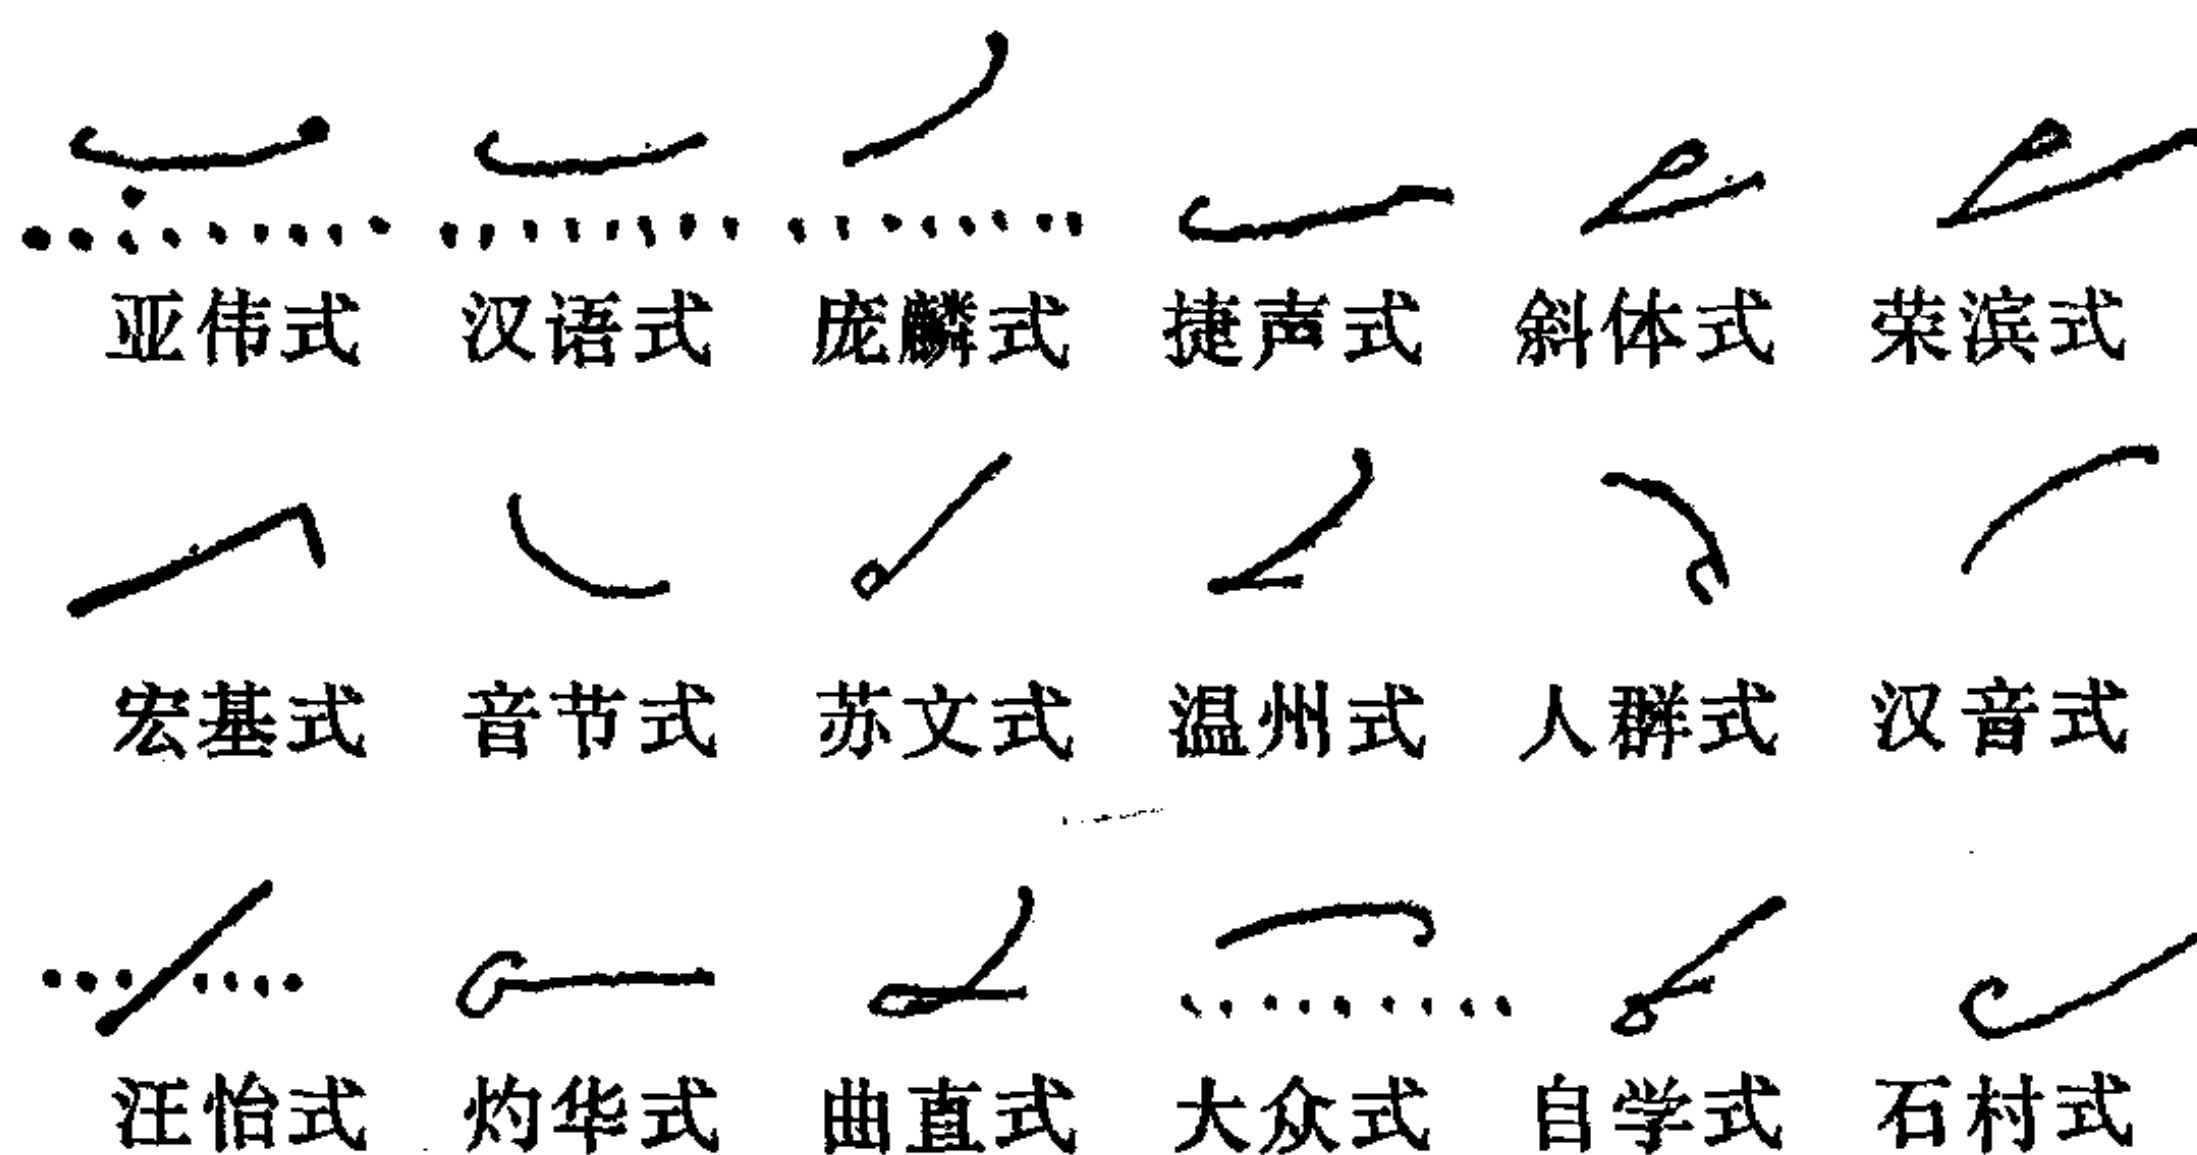 亚伟式 汉语式 庞麟式 捷声式 斜体式 荣滨式
宏基式 音节式 苏文式 温州式 人群式 汉音式
汪怡式 灼华式 曲直式 大众式 自学式 石村式